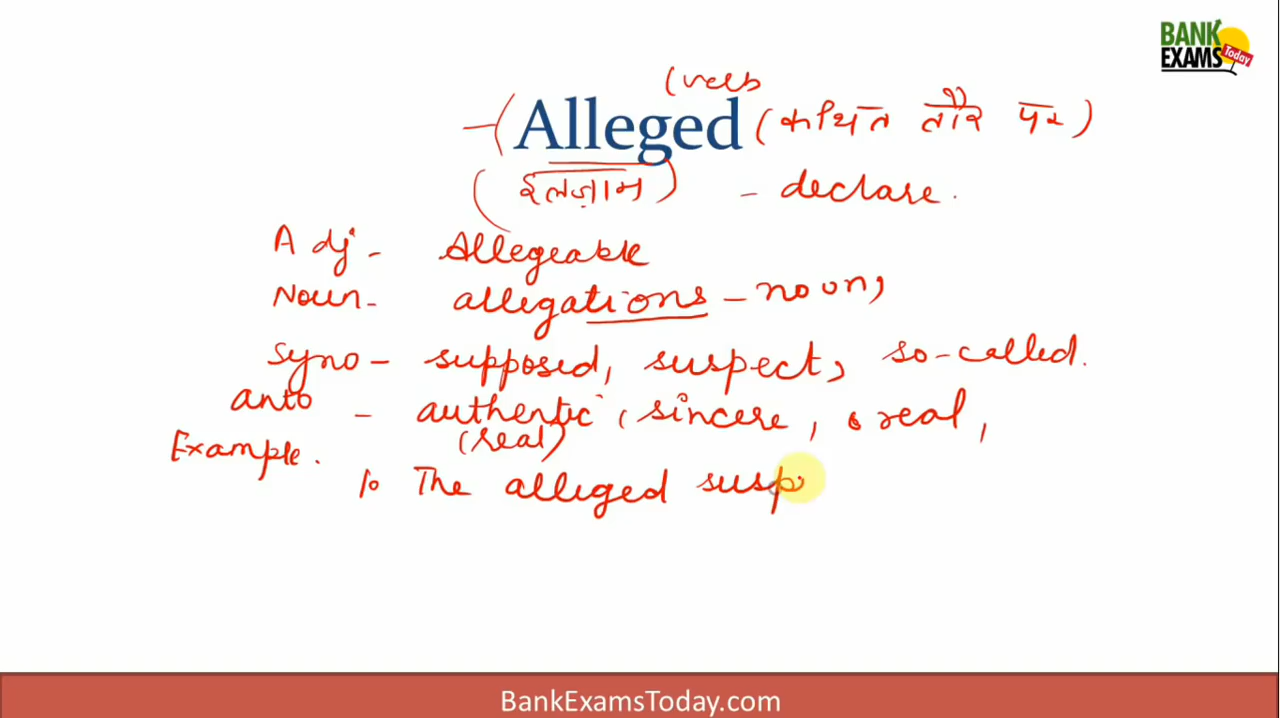 BANK
EXAMS Today
(verb
Alleged (कथित तौर पर)
(इलज़ाम) - declare.
Adj - Allegeable
Noun - allegations - noun,
Syno - supposed, suspect, so-called.
anto - authentic, sincere, real,
(real)
Example.
1. The alleged susp
BankExamsToday.com